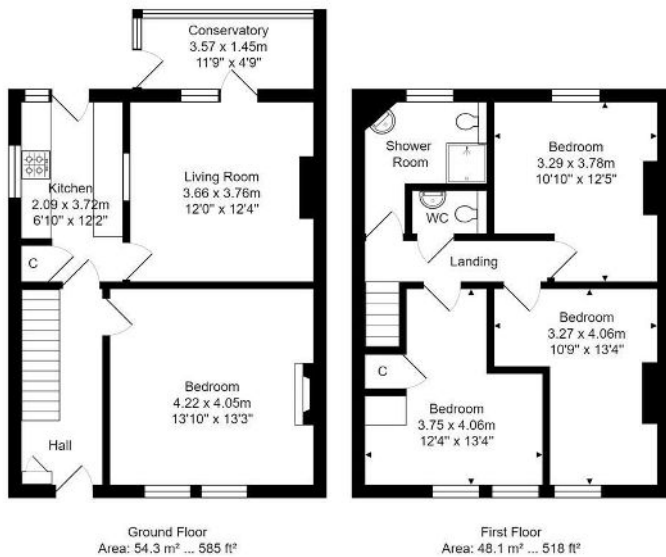 Conservatory
3.57 x 1.45m
11'9" x 4'9"
Kitchen
2.09 x 3.72m
6'10" x 12'2"
Living Room
3.66 x 3.76m
12'0" x 12'4"
C
Bedroom
4.22 x 4.05m
13'10" x 13'3"
Hall
Ground Floor
Area: 54.3 m² ... 585 ft²
Shower
Room
Bedroom
3.29 x 3.78m
10'10" x 12'5"
WC
Landing
Bedroom
3.27 x 4.06m
10'9" x 13'4"
C
Bedroom
3.75 x 4.06m
12'4" x 13'4"
First Floor
Area: 48.1 m² ... 518 ft²